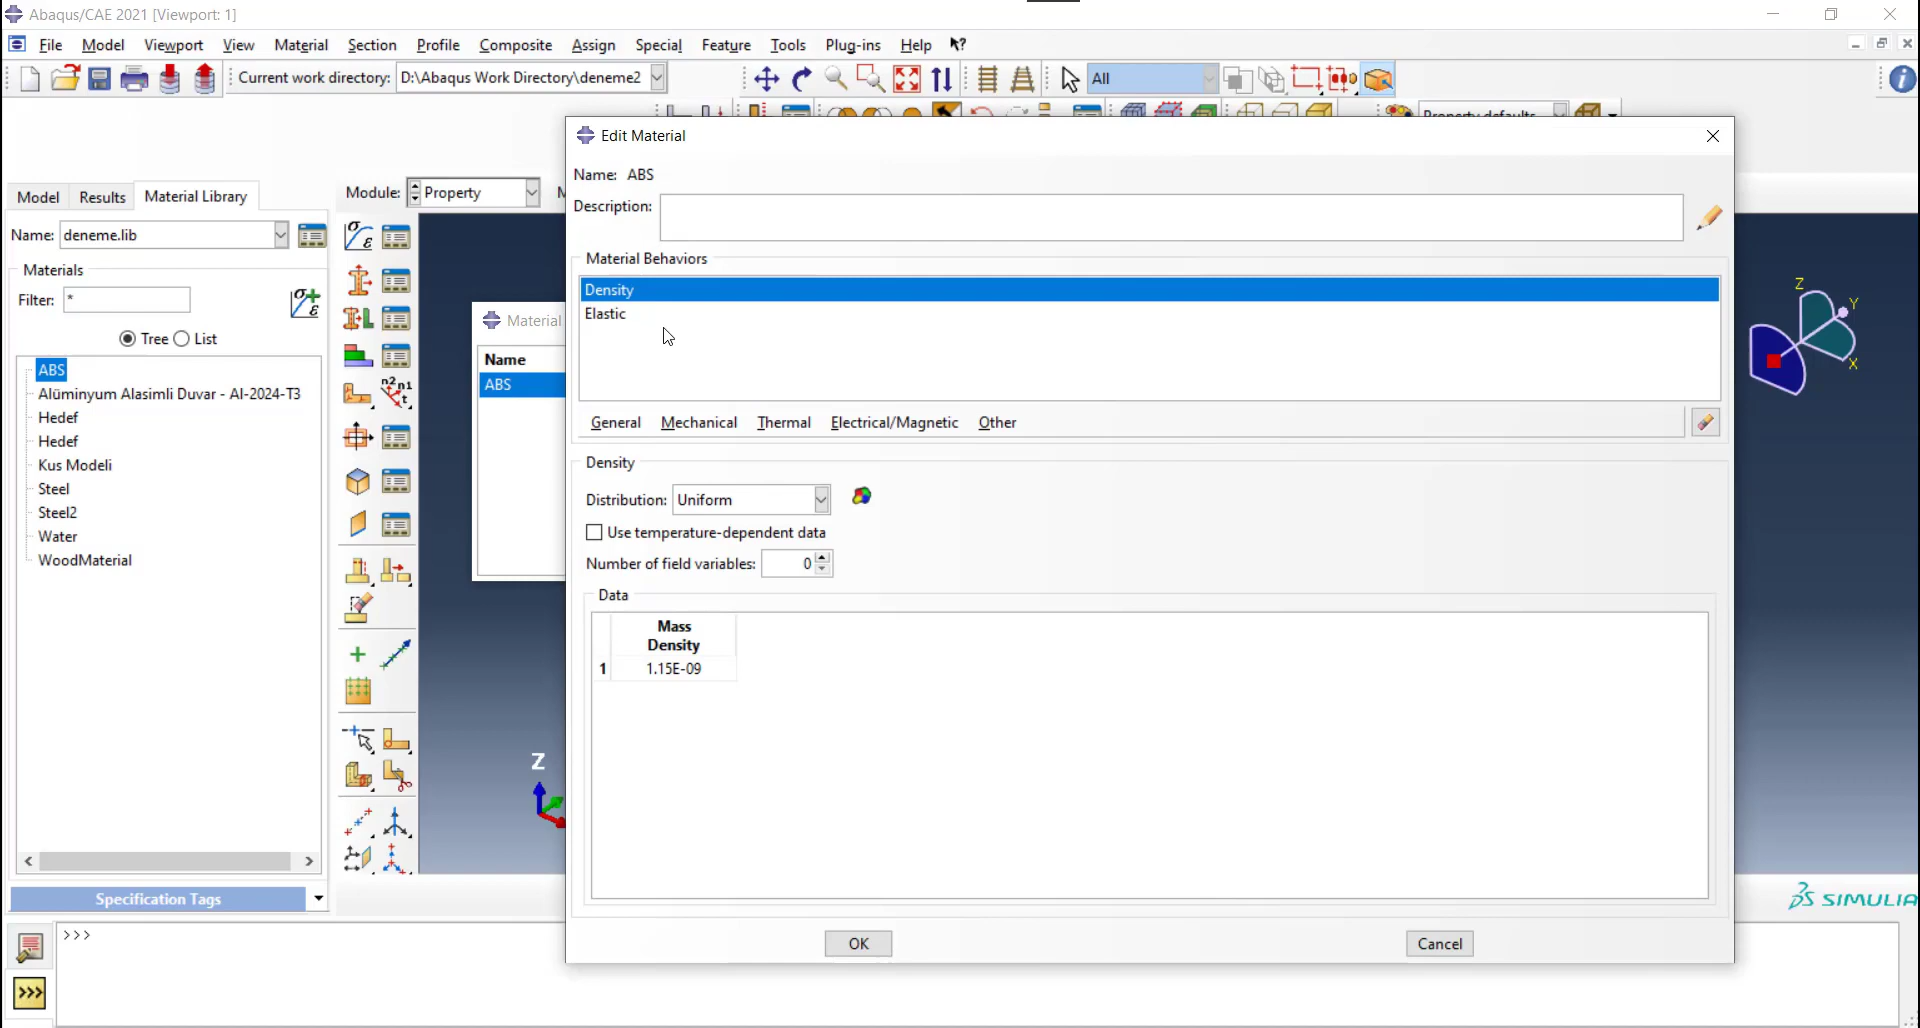 Abaqus/CAE 2021 [Viewport: 1]
File Model Viewport View Material Section Profile Composite Assign Special Feature Tools Plug-ins Help
Current work directory: D:\Abaqus Work Directory\deneme2
All
Property defaults
Edit Material
Name: ABS
Description:
Model Results Material Library
Module: Property
Name: deneme.lib
Materials
Filter: *
Tree List
ABS
Alüminyum Alasimli Duvar - Al-2024-T3
Hedef
Hedef
Kus Modeli
Steel
Steel2
Water
WoodMaterial
Specification Tags
Material
Name
ABS
Material Behaviors
Density
Elastic
General Mechanical Thermal Electrical/Magnetic Other
Density
Distribution: Uniform
Use temperature-dependent data
Number of field variables: 0
Data
Mass
Density
1 1.15E-09
OK Cancel
Z
Z
Y
X
SIMULIA
>>>
>>>